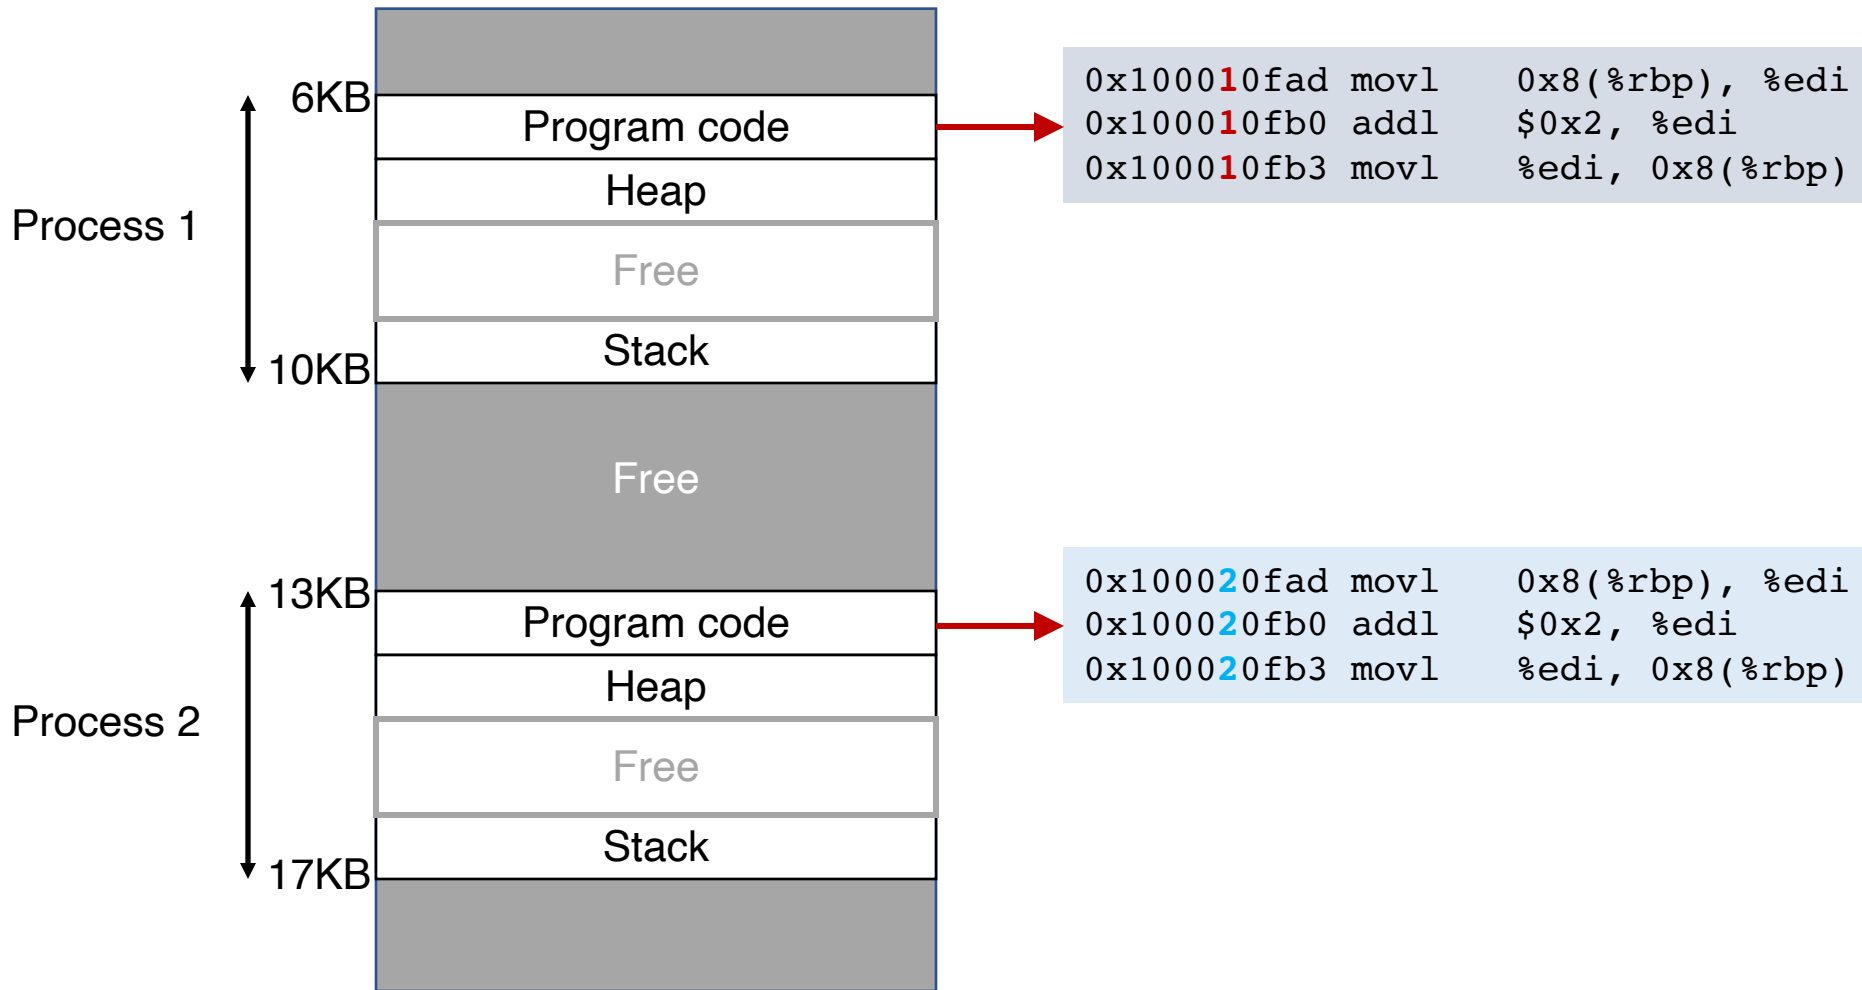 6KB
Program code
Heap
Process 1
Free
Stack
10KB
0x100010fad movl 0x8(%rbp), %edi
0x100010fb0 addl $0x2, %edi
0x100010fb3 movl %edi, 0x8(%rbp)
Free
13KB
Program code
Heap
Process 2
Free
Stack
17KB
0x100020fad movl 0x8(%rbp), %edi
0x100020fb0 addl $0x2, %edi
0x100020fb3 movl %edi, 0x8(%rbp)